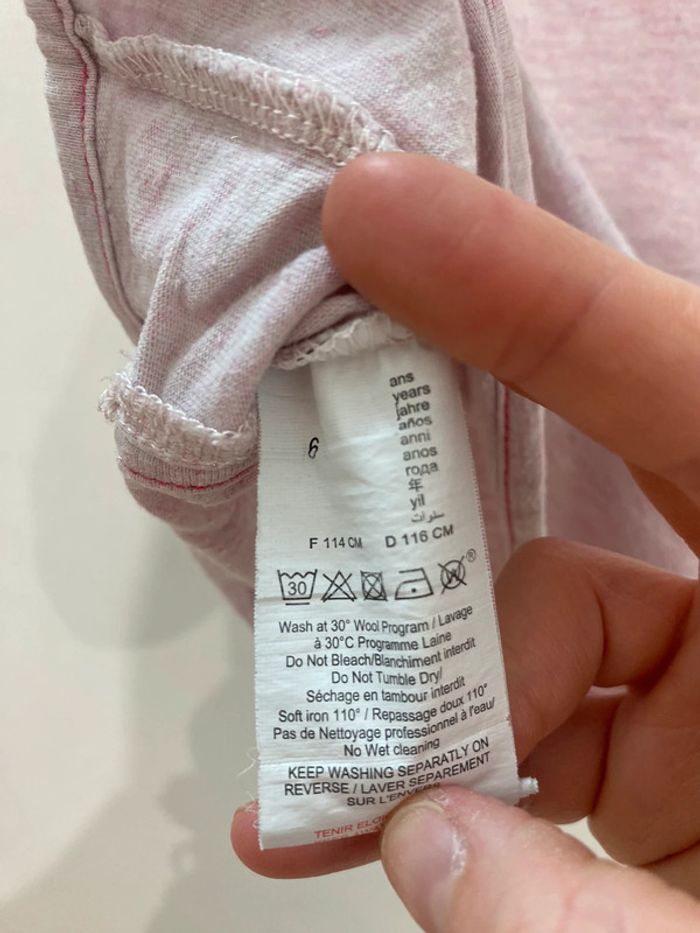 ans
years
jahre
años
anni
anos
года
年
yil
سنوات
6
F 114 CM D 116 CM
30
®
Wash at 30° Wool Program / Lavage
à 30°C Programme Laine
Do Not Bleach/Blanchiment interdit
Do Not Tumble Dry/
Séchage en tambour interdit
Soft iron 110° / Repassage doux 110°
Pas de Nettoyage professionnel à l'eau/
No Wet cleaning
KEEP WASHING SEPARATLY ON
REVERSE / LAVER SEPAREMENT
SUR L'ENVERS
TENIR